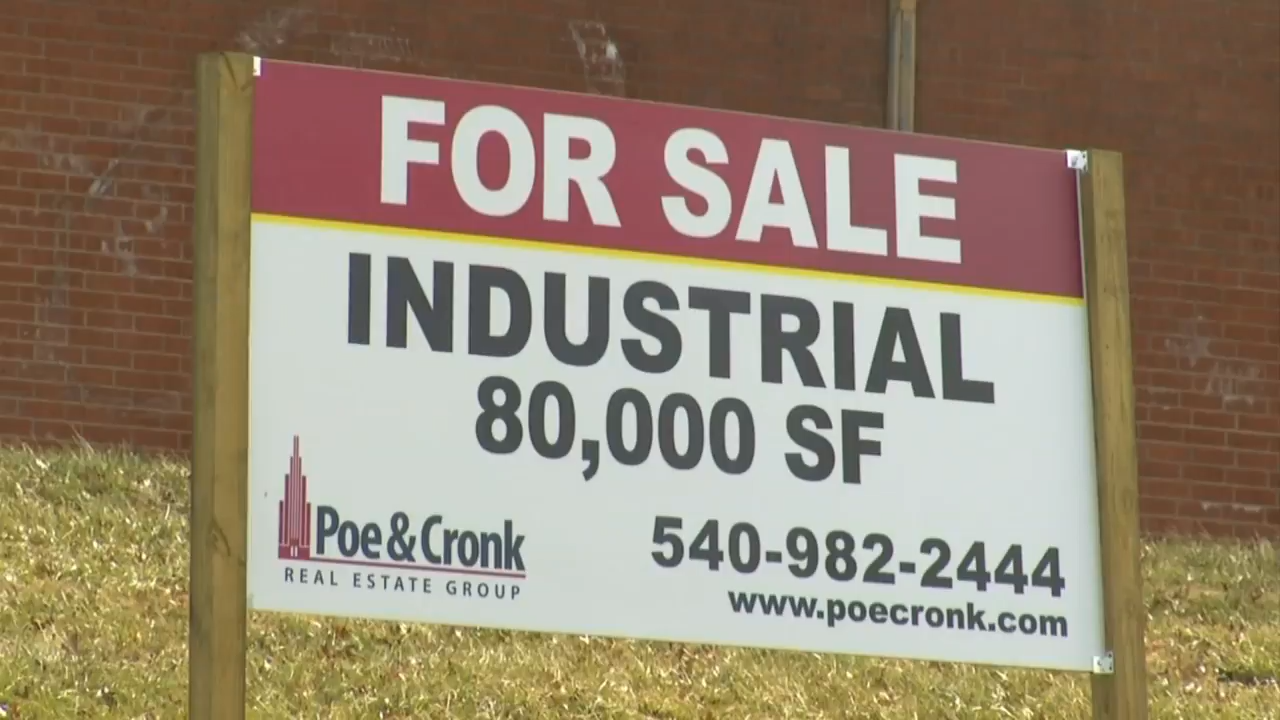 FOR SALE
INDUSTRIAL
80,000 SF
Poe & Cronk
REAL ESTATE GROUP
540-982-2444
www.poecronk.com